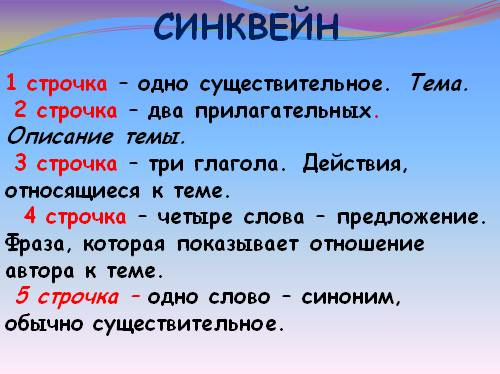 СИНКВЕЙН
1 строчка – одно существительное. Тема.
2 строчка – два прилагательных.
Описание темы.
3 строчка – три глагола. Действия,
относящиеся к теме.
4 строчка – четыре слова – предложение.
Фраза, которая показывает отношение
автора к теме.
5 строчка – одно слово – синоним,
обычно существительное.